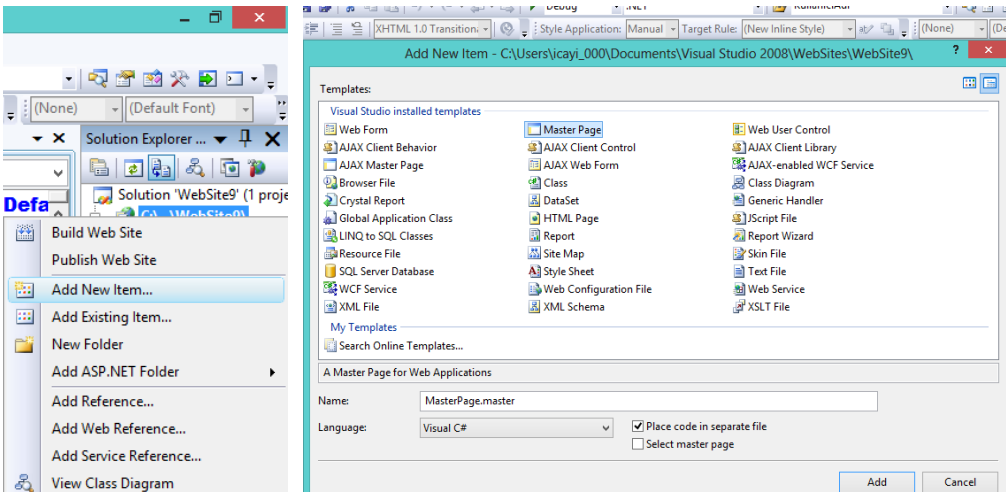 (None)
(Default Font)
Solution Explorer ...
Solution 'WebSite9' (1 proje
C:\...\WebSite9\
Defa
Build Web Site
Publish Web Site
Add New Item...
Add Existing Item...
New Folder
Add ASP.NET Folder
Add Reference...
Add Web Reference...
Add Service Reference...
View Class Diagram
Debug .NET KullaniciAdi
XHTML 1.0 Transition. Style Application: Manual Target Rule: (New Inline Style) (None) (De
Add New Item - C:\Users\icayi_000\Documents\Visual Studio 2008\WebSites\WebSite9\
Templates:
Visual Studio installed templates
Web Form Master Page Web User Control
AJAX Client Behavior AJAX Client Control AJAX Client Library
AJAX Master Page AJAX Web Form AJAX-enabled WCF Service
Browser File Class Class Diagram
Crystal Report DataSet Generic Handler
Global Application Class HTML Page JScript File
LINQ to SQL Classes Report Report Wizard
Resource File Site Map Skin File
SQL Server Database Style Sheet Text File
WCF Service Web Configuration File Web Service
XML File XML Schema XSLT File
My Templates
Search Online Templates...
A Master Page for Web Applications
Name: MasterPage.master
Language: Visual C# Place code in separate file
Select master page
Add Cancel